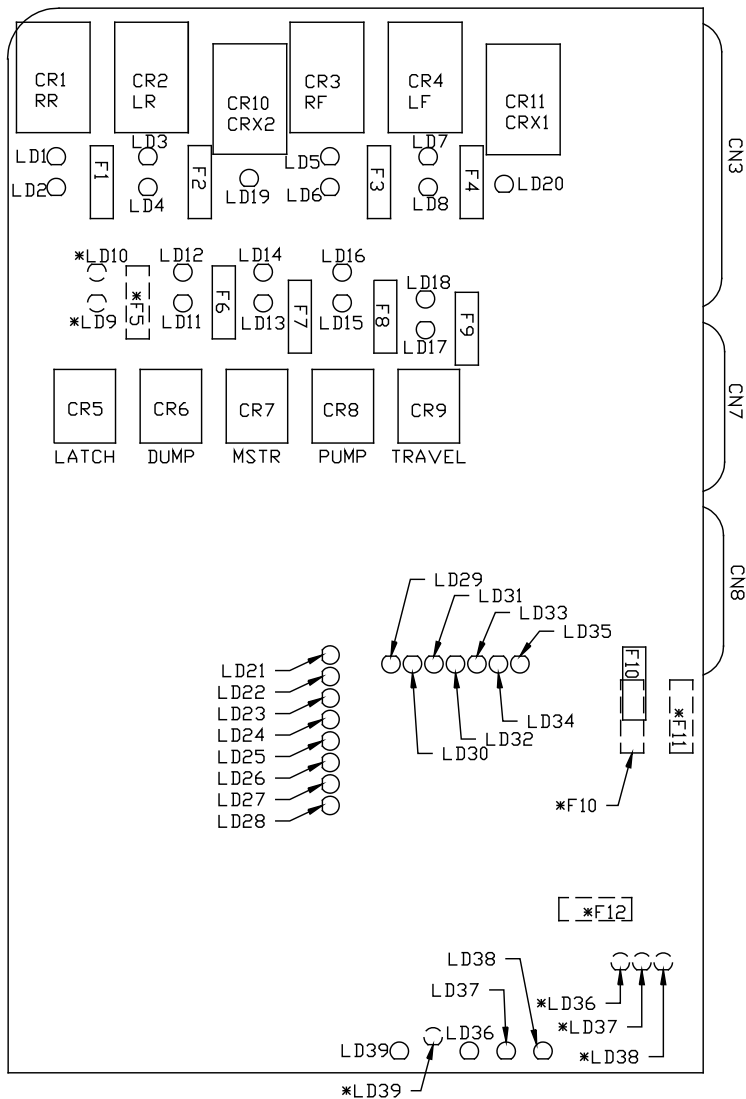 CR1
RR
CR2
LR
CR10
CRX2
CR3
RF
CR4
LF
CR11
CRX1
CN3
LD1
LD2
F1
LD3
LD4
F2
LD19
LD5
LD6
F3
LD7
LD8
F4
LD20
*LD10
*LD9
*F5
LD12
LD11
F6
LD14
LD13
F7
LD16
LD15
F8
LD18
LD17
F9
CN7
CR5
LATCH
CR6
DUMP
CR7
MSTR
CR8
PUMP
CR9
TRAVEL
CN8
LD29
LD31
LD33
LD35
LD21
LD22
LD23
LD24
LD25
LD26
LD27
LD28
LD34
LD32
LD30
F10
*F11
*F10
*F12
LD38
LD37
LD36
LD39
*LD39
*LD36
*LD37
*LD38